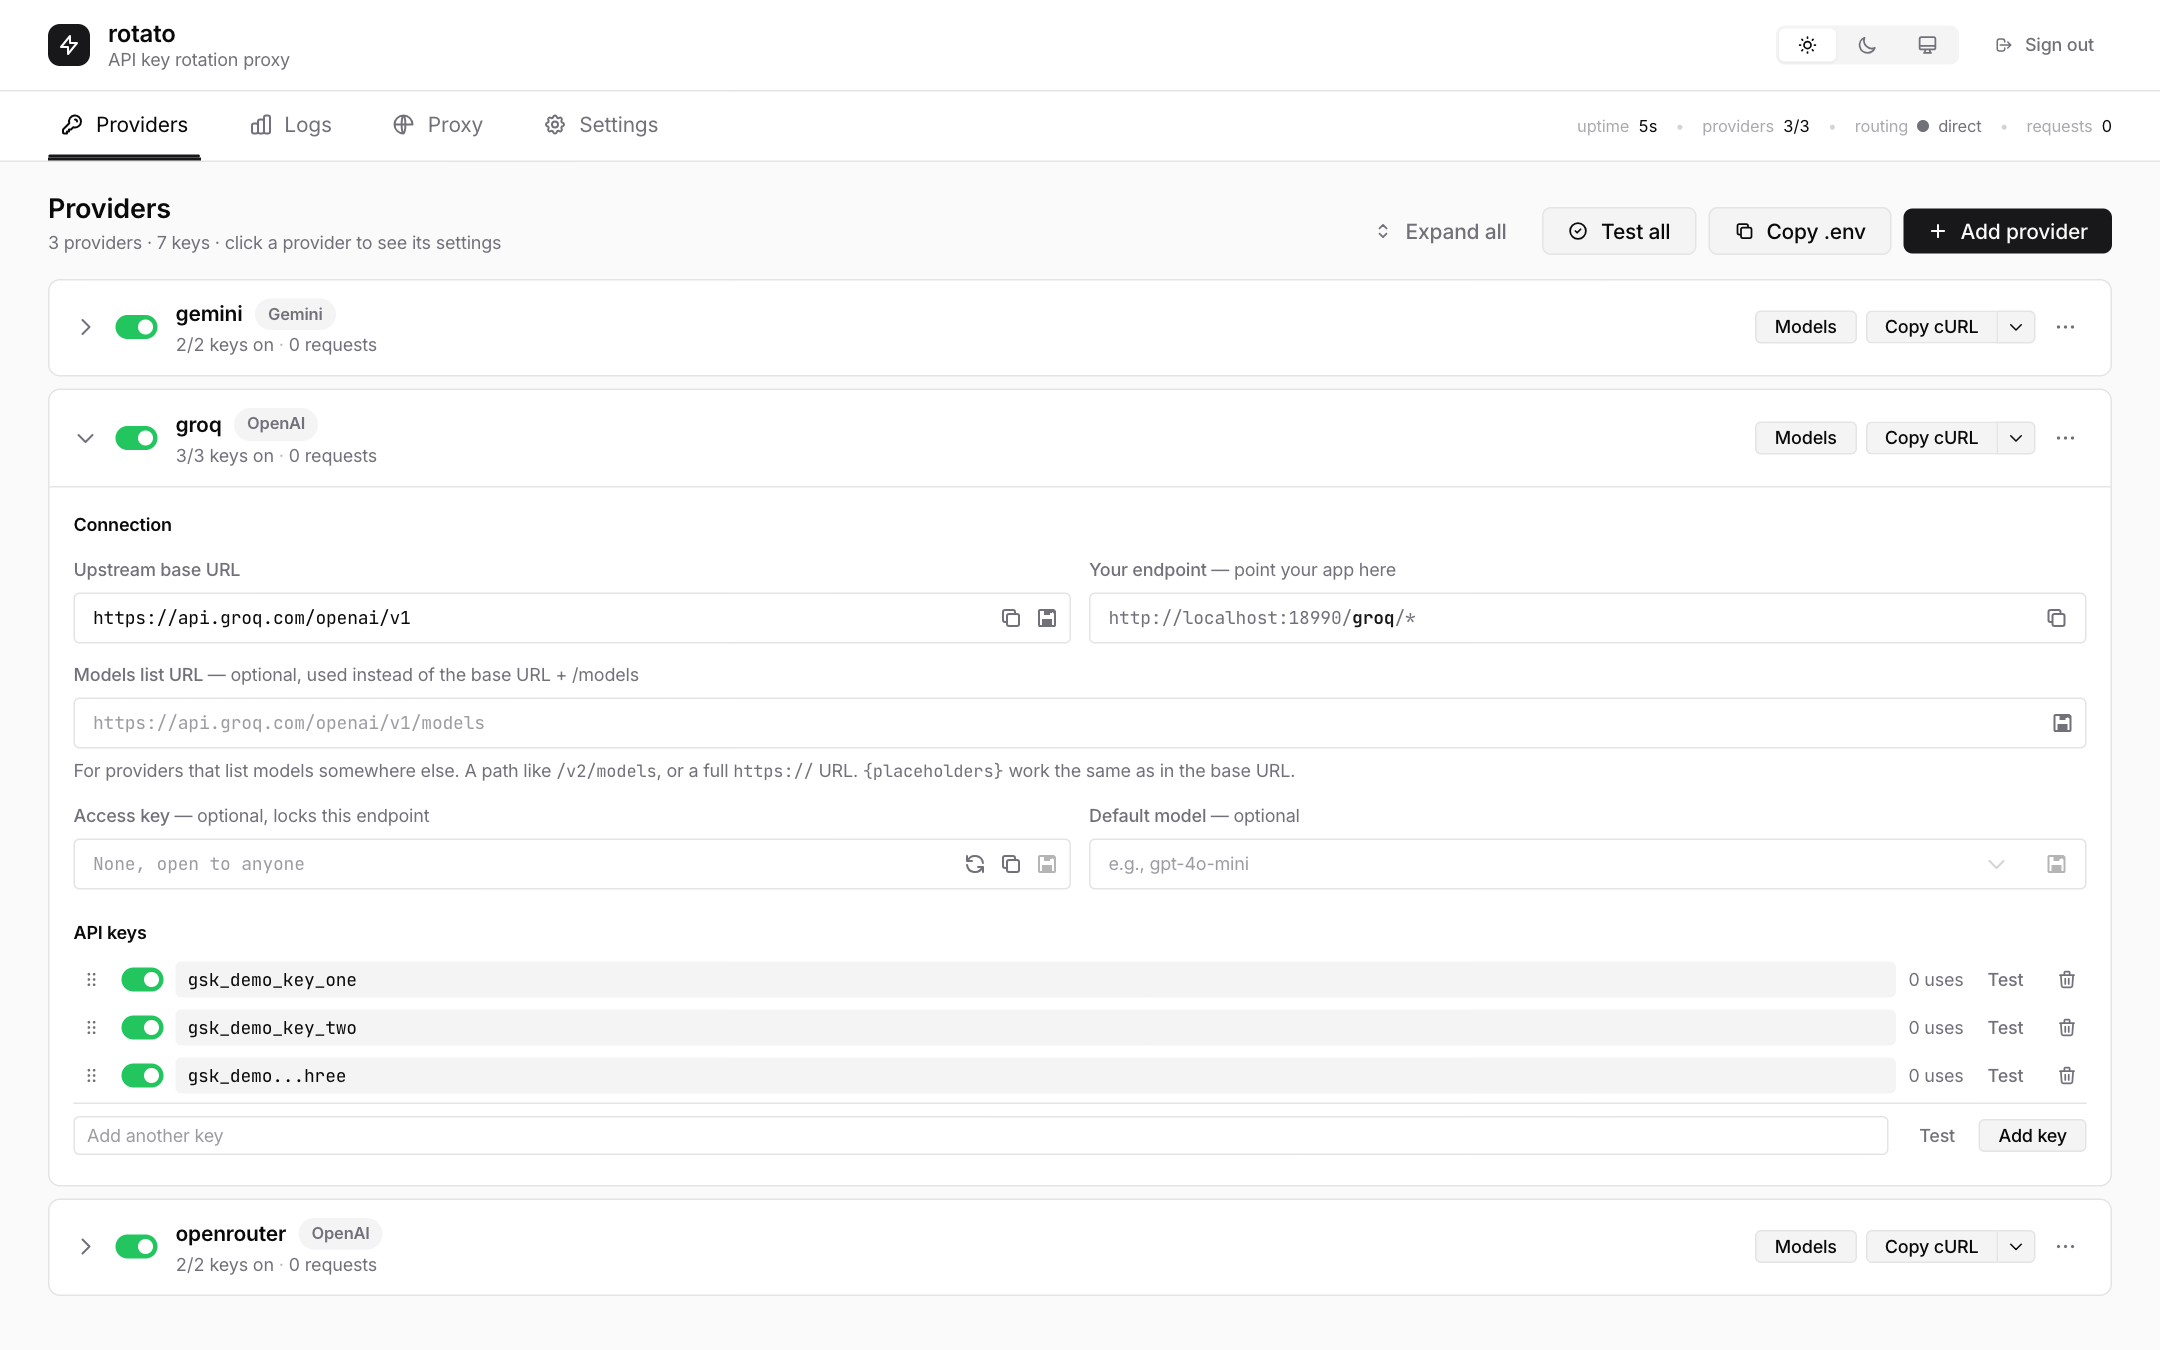 rotato
API key rotation proxy
Sign out
Providers
Logs
Proxy
Settings
uptime 5s • providers 3/3 • routing ● direct • requests 0
Providers
3 providers · 7 keys · click a provider to see its settings
Expand all
Test all
Copy .env
+ Add provider
gemini Gemini
2/2 keys on · 0 requests
Models
Copy cURL
groq OpenAI
3/3 keys on · 0 requests
Models
Copy cURL
Connection
Upstream base URL
https://api.groq.com/openai/v1
Your endpoint — point your app here
http://localhost:18990/groq/*
Models list URL — optional, used instead of the base URL + /models
https://api.groq.com/openai/v1/models
For providers that list models somewhere else. A path like /v2/models, or a full https:// URL. {placeholders} work the same as in the base URL.
Access key — optional, locks this endpoint
None, open to anyone
Default model — optional
e.g., gpt-4o-mini
API keys
gsk_demo_key_one 0 uses Test
gsk_demo_key_two 0 uses Test
gsk_demo...hree 0 uses Test
Add another key Test Add key
openrouter OpenAI
2/2 keys on · 0 requests
Models
Copy cURL